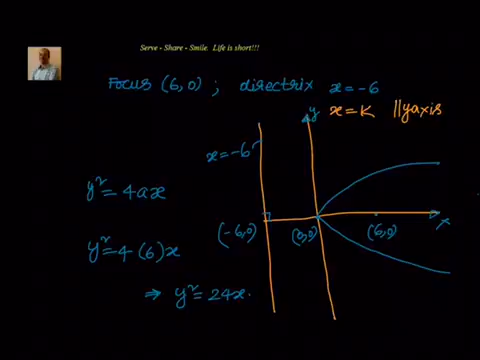 Serve - Share - Smile. Life is short!!!
Focus (6,0) ; directrix x = -6
y x = K || y axis
x = -6
y² = 4ax
(-6,0) (0,0) (6,0) x
y² = 4 (6) x
⇒ y² = 24x.